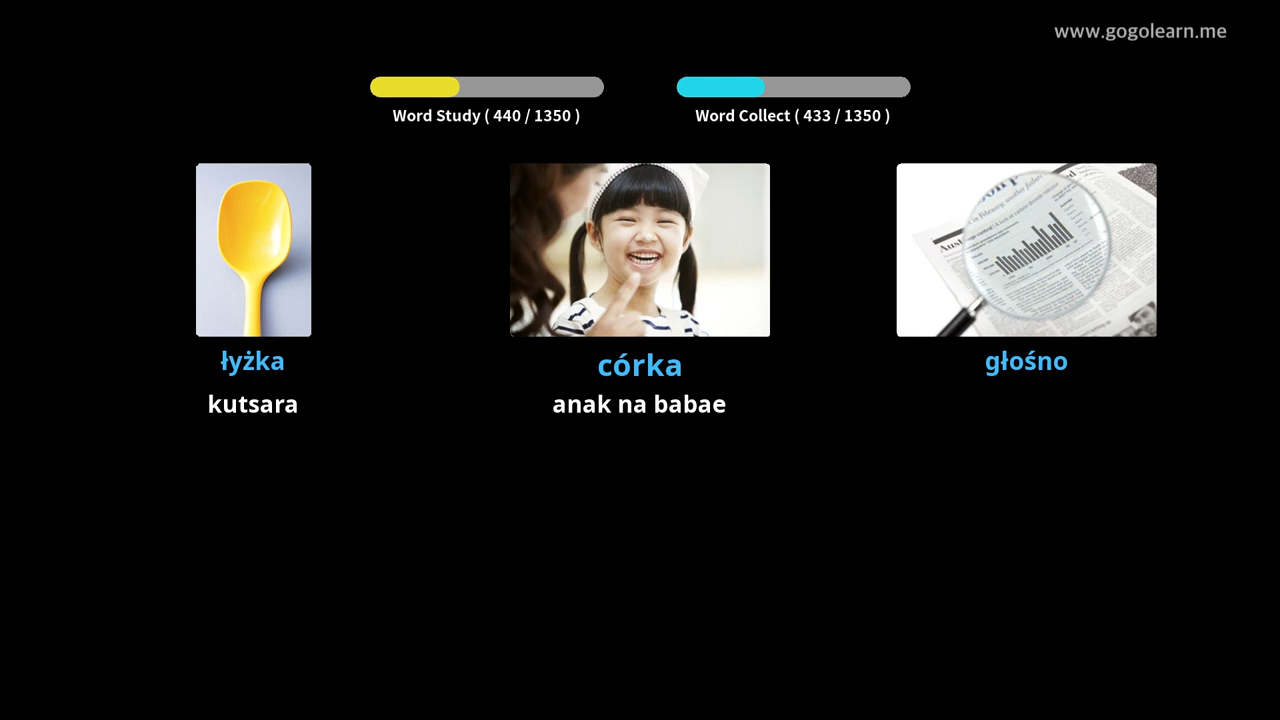 www.gogolearn.me
Word Study ( 440 / 1350 )
Word Collect ( 433 / 1350 )
łyżka
kutsara
córka
anak na babae
głośno